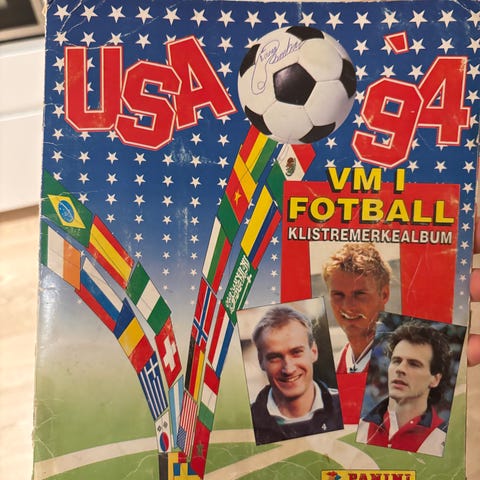 USA '94
VM I
FOTBALL
KLISTREMERKEALBUM
PANINI